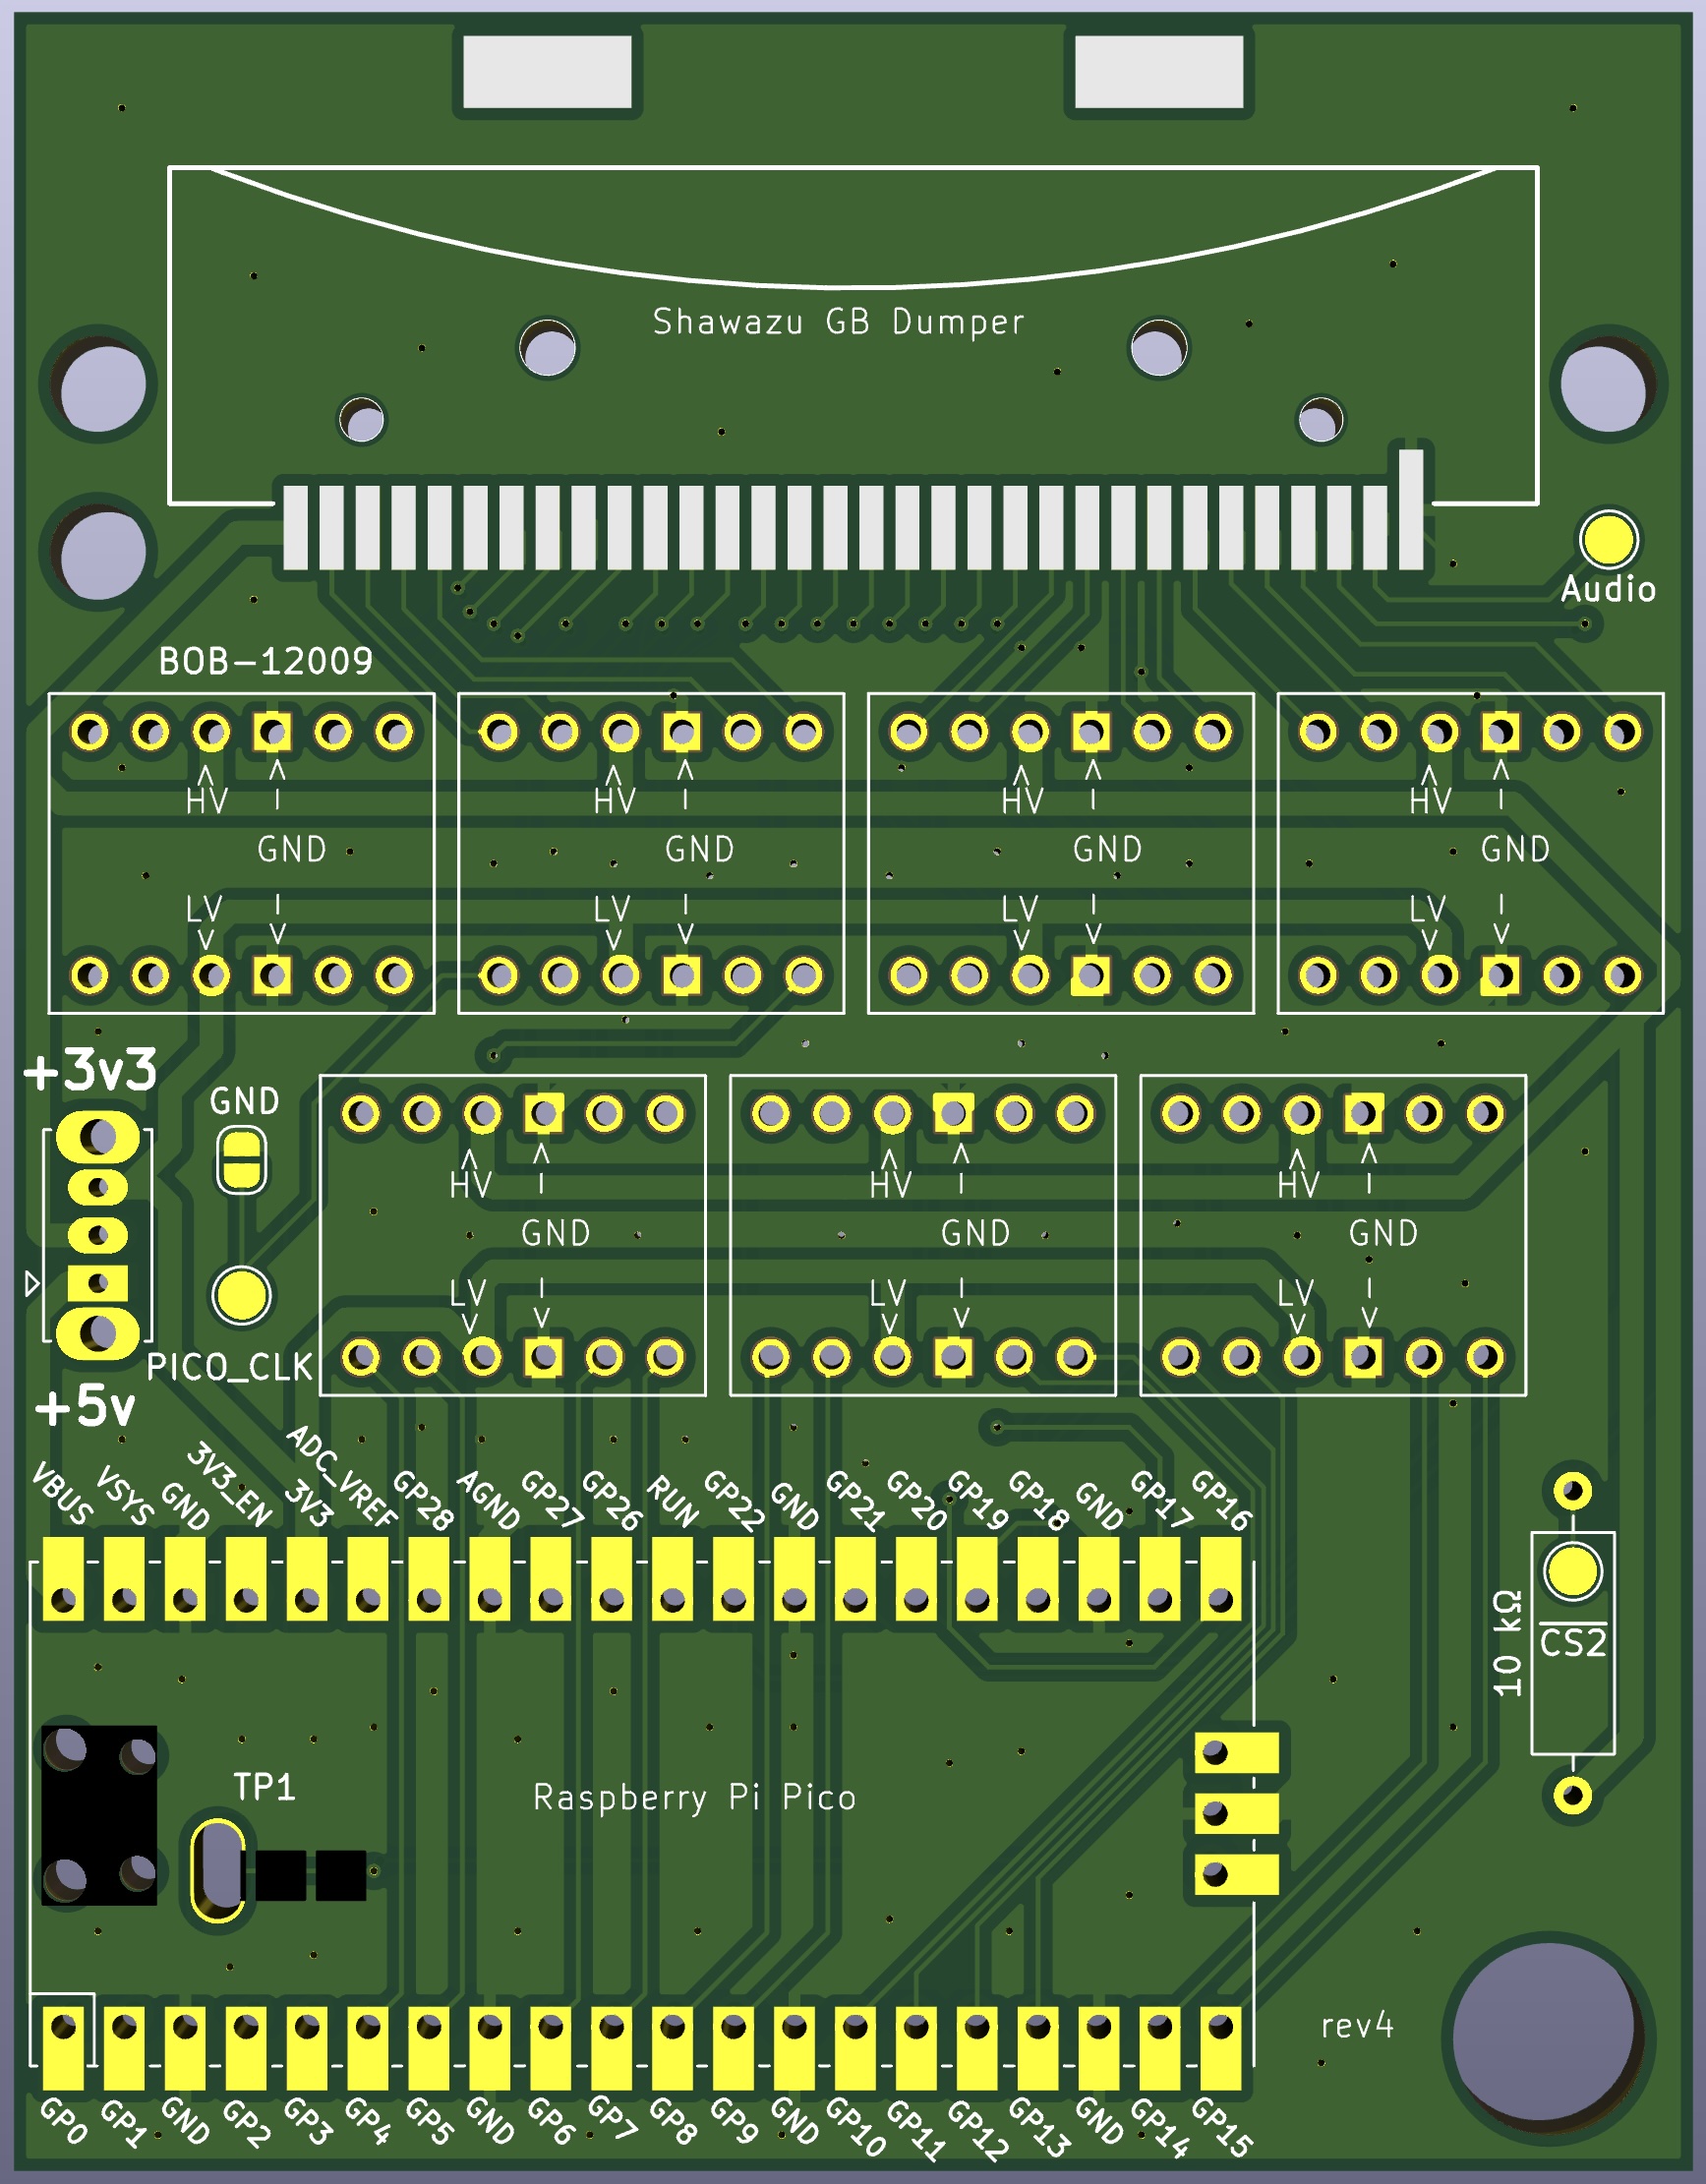 Shawazu GB Dumper
Audio
BOB-12009
HV
HV
HV
HV
GND
GND
GND
GND
LV
LV
LV
LV
+3v3
GND
HV
HV
HV
GND
GND
GND
LV
LV
LV
PICO_CLK
+5v
VBUS
VSYS
GND
3V3_EN
3V3
ADC_VREF
GP28
AGND
GP27
GP26
RUN
GP22
GND
GP21
GP20
GP19
GP18
GND
GP17
GP16
10 kΩ
CS2
TP1
Raspberry Pi Pico
rev4
GP0
GP1
GND
GP2
GP3
GP4
GP5
GND
GP6
GP7
GP8
GP9
GND
GP10
GP11
GP12
GP13
GND
GP14
GP15